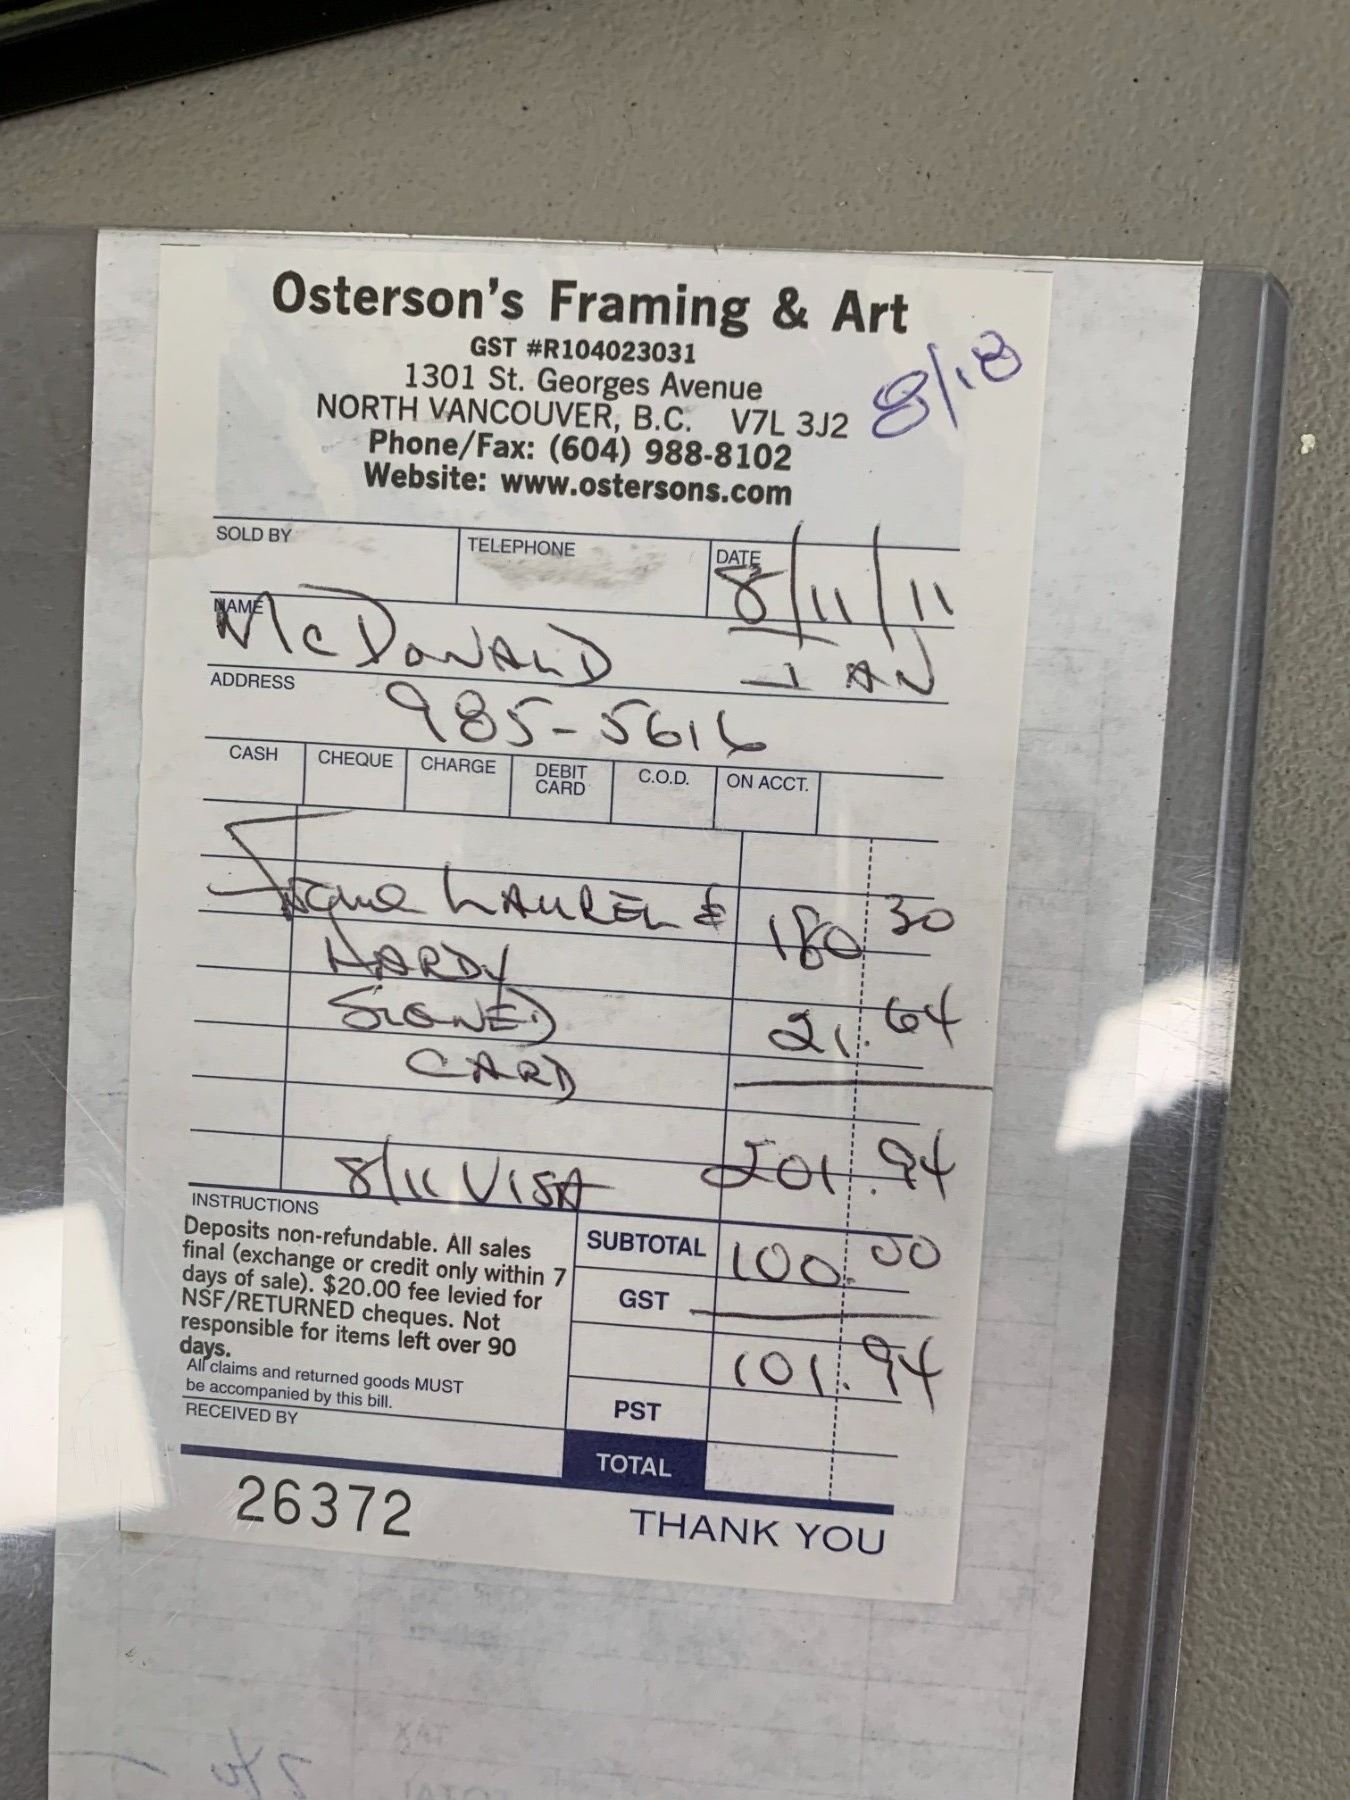 Osterson's Framing & Art
GST #R104023031
1301 St. Georges Avenue
NORTH VANCOUVER, B.C. V7L 3J2
8/18
Phone/Fax: (604) 988-8102
Website: www.ostersons.com
SOLD BY TELEPHONE DATE
8/11/11
NAME
McDONALD IAN
ADDRESS
985-5616
CASH CHEQUE CHARGE DEBIT CARD C.O.D. ON ACCT.
LAUREL & 180 30
HARDY
SIGNED 21.64
CARD
8/11 VISA 201.94
INSTRUCTIONS
Deposits non-refundable. All sales
final (exchange or credit only within 7
days of sale). $20.00 fee levied for
NSF/RETURNED cheques. Not
responsible for items left over 90
days.
All claims and returned goods MUST
be accompanied by this bill.
RECEIVED BY
SUBTOTAL 100.00
GST
101.94
PST
TOTAL
26372
THANK YOU
TAX
TOTAL